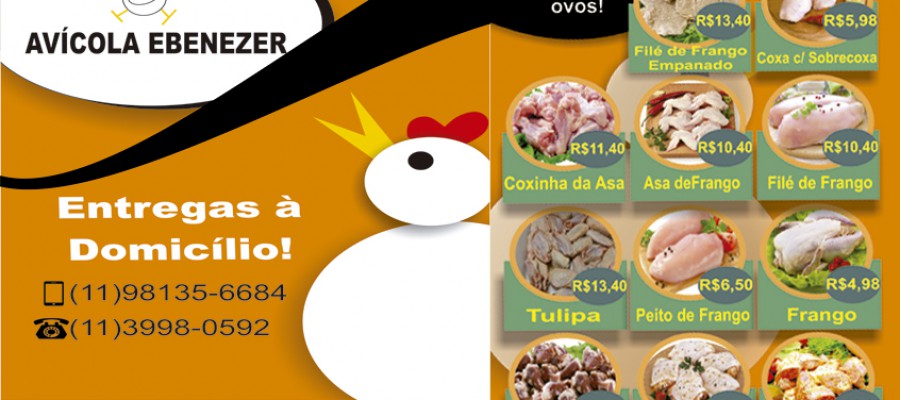 AVÍCOLA EBENEZER
Entregas à
Domicílio!
(11)98135-6684
(11)3998-0592
ovos!
R$13,40
Filé de Frango
Empanado
R$5,98
Coxa c/ Sobrecoxa
R$11,40
Coxinha da Asa
R$10,40
Asa deFrango
R$10,40
Filé de Frango
R$13,40
Tulipa
R$6,50
Peito de Frango
R$4,98
Frango